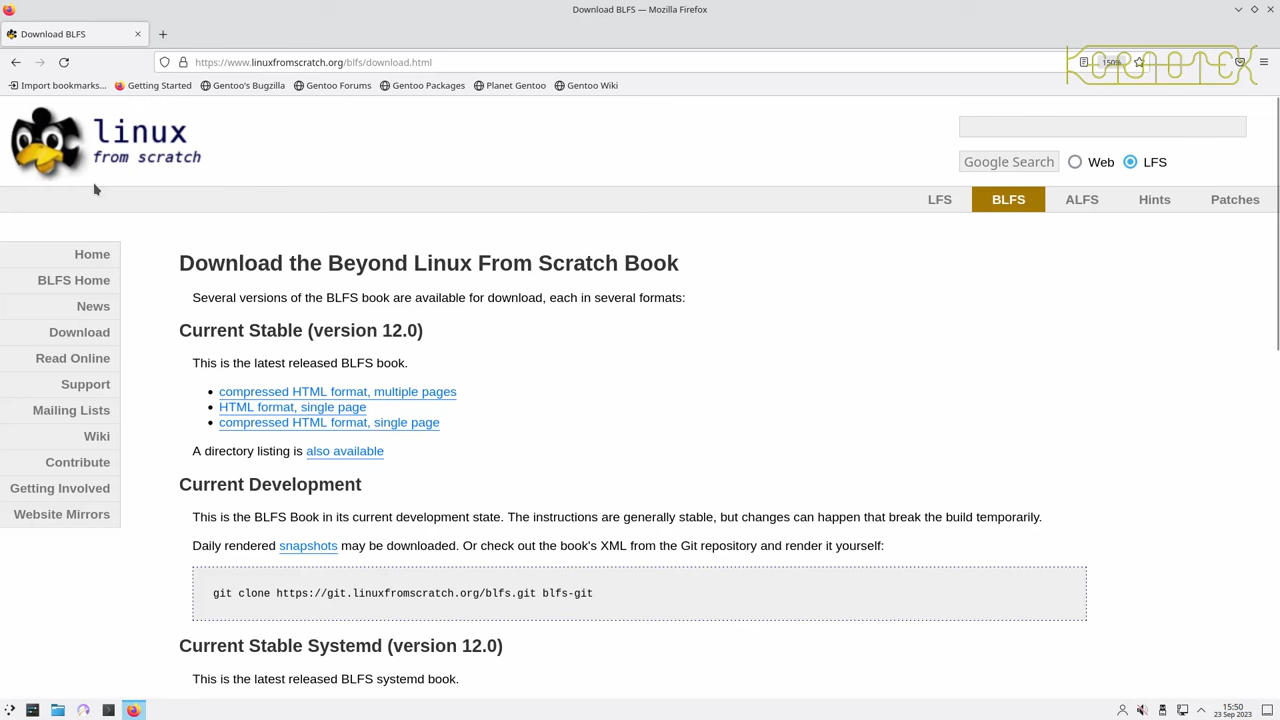 Download BLFS — Mozilla Firefox
Download BLFS
https://www.linuxfromscratch.org/blfs/download.html
150%
KERNOTEX
Import bookmarks...
Getting Started
Gentoo's Bugzilla
Gentoo Forums
Gentoo Packages
Planet Gentoo
Gentoo Wiki
linux
from scratch
Google Search
Web
LFS
LFS
BLFS
ALFS
Hints
Patches
Home
BLFS Home
News
Download
Read Online
Support
Mailing Lists
Wiki
Contribute
Getting Involved
Website Mirrors
Download the Beyond Linux From Scratch Book
Several versions of the BLFS book are available for download, each in several formats:
Current Stable (version 12.0)
This is the latest released BLFS book.
compressed HTML format, multiple pages
HTML format, single page
compressed HTML format, single page
A directory listing is also available
Current Development
This is the BLFS Book in its current development state. The instructions are generally stable, but changes can happen that break the build temporarily.
Daily rendered snapshots may be downloaded. Or check out the book's XML from the Git repository and render it yourself:
git clone https://git.linuxfromscratch.org/blfs.git blfs-git
Current Stable Systemd (version 12.0)
This is the latest released BLFS systemd book.
15:50
23 Sep 2023